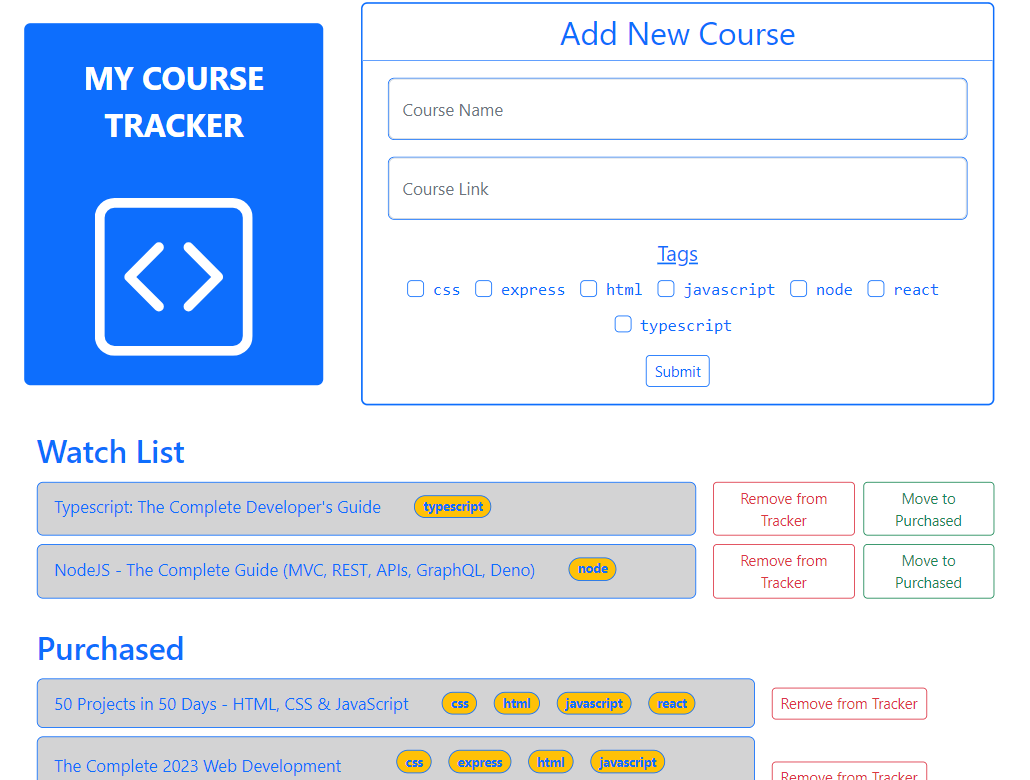 MY COURSE
TRACKER
Add New Course
Course Name
Course Link
Tags
css express html javascript node react
typescript
Submit
Watch List
Typescript: The Complete Developer's Guide typescript
Remove from
Tracker
Move to
Purchased
NodeJS - The Complete Guide (MVC, REST, APIs, GraphQL, Deno) node
Remove from
Tracker
Move to
Purchased
Purchased
50 Projects in 50 Days - HTML, CSS & JavaScript css html javascript react Remove from Tracker
The Complete 2023 Web Development css express html javascript
Remove from Tracker